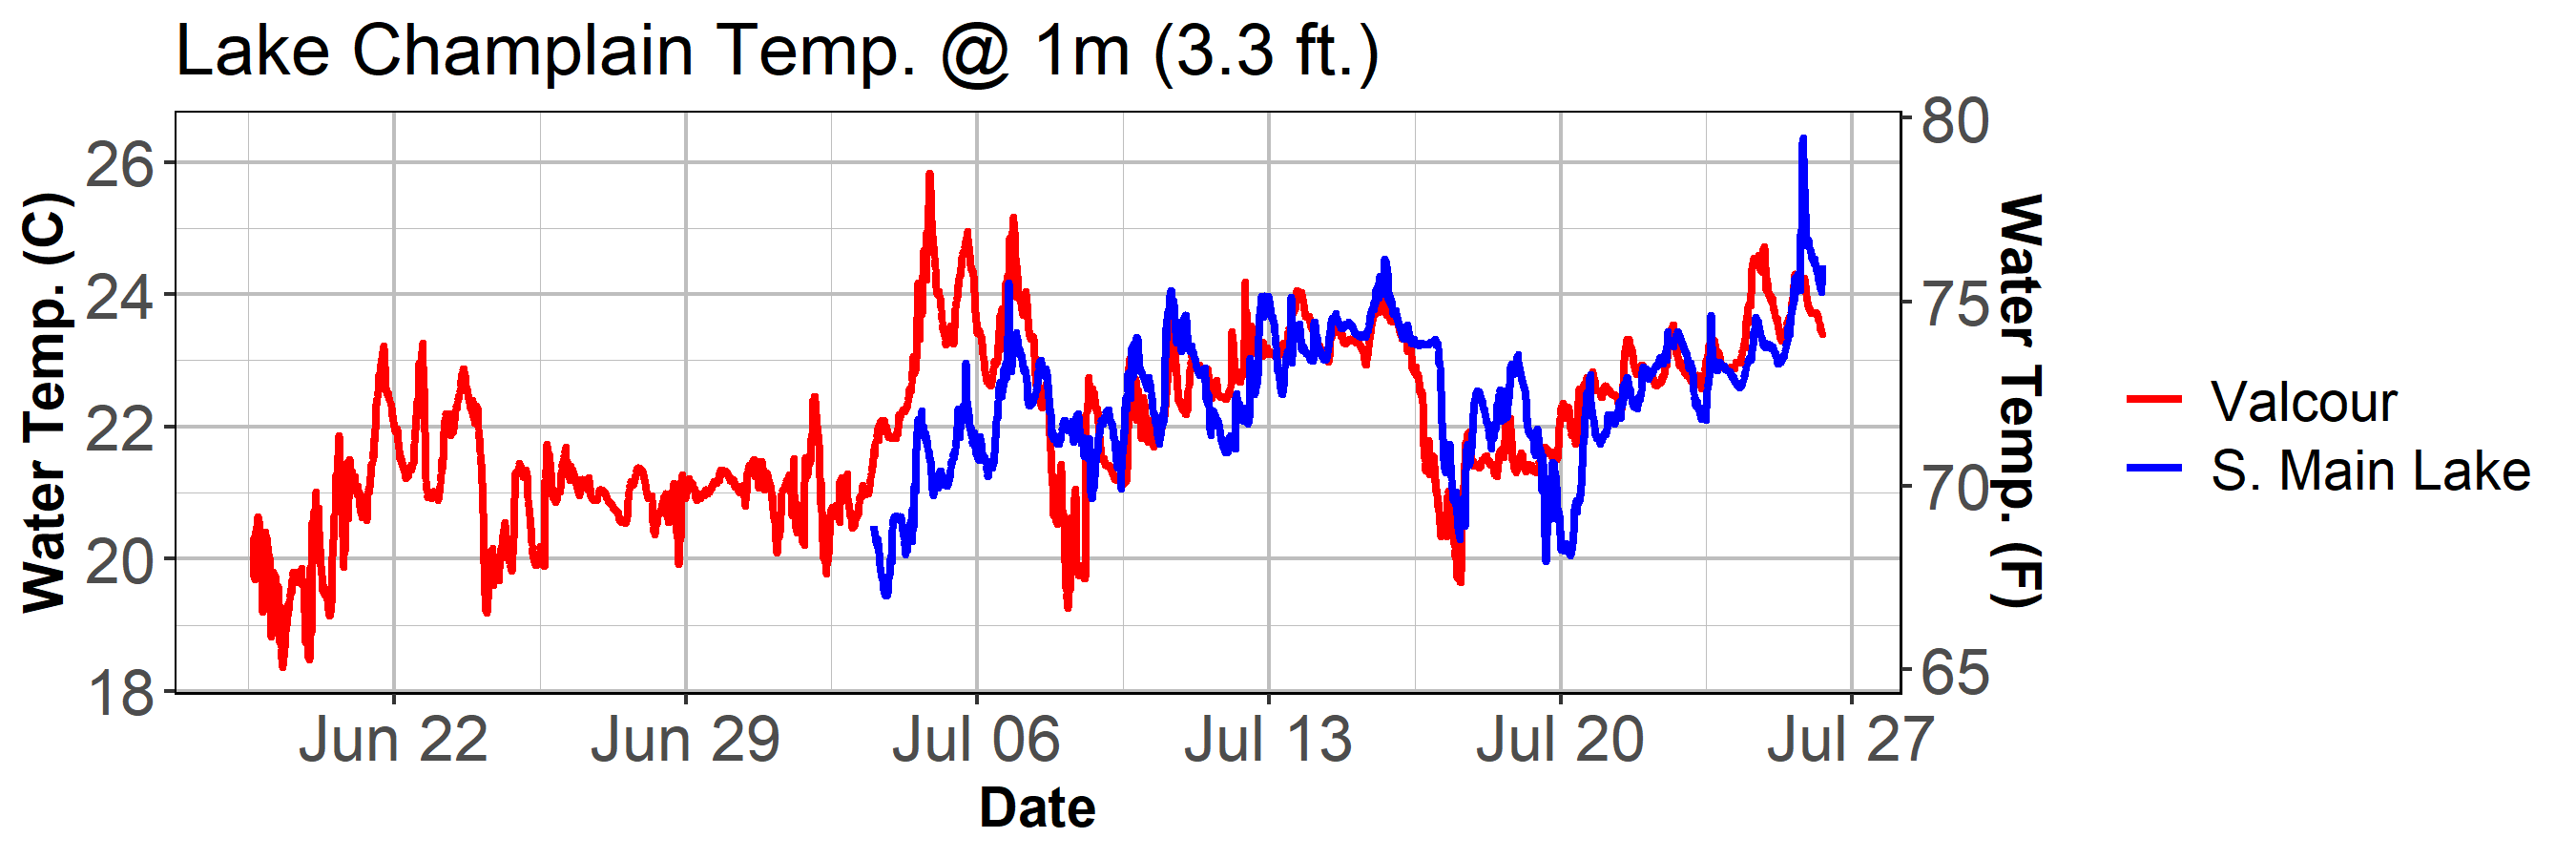 Lake Champlain Temp. @ 1m (3.3 ft.)
Water Temp. (C)
26
24
22
20
18
80
75
70
65
Water Temp. (F)
Jun 22 Jun 29 Jul 06 Jul 13 Jul 20 Jul 27
Date
Valcour
S. Main Lake